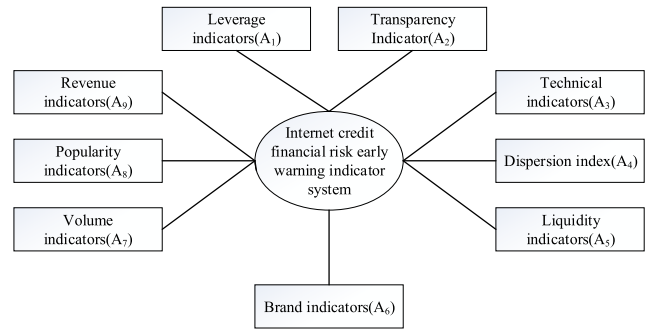 Leverage
indicators(A₁)
Transparency
Indicator(A₂)
Revenue
indicators(A₉)
Technical
indicators(A₃)
Internet credit
financial risk early
warning indicator
system
Popularity
indicators(A₈)
Dispersion index(A₄)
Volume
indicators(A₇)
Liquidity
indicators(A₅)
Brand indicators(A₆)